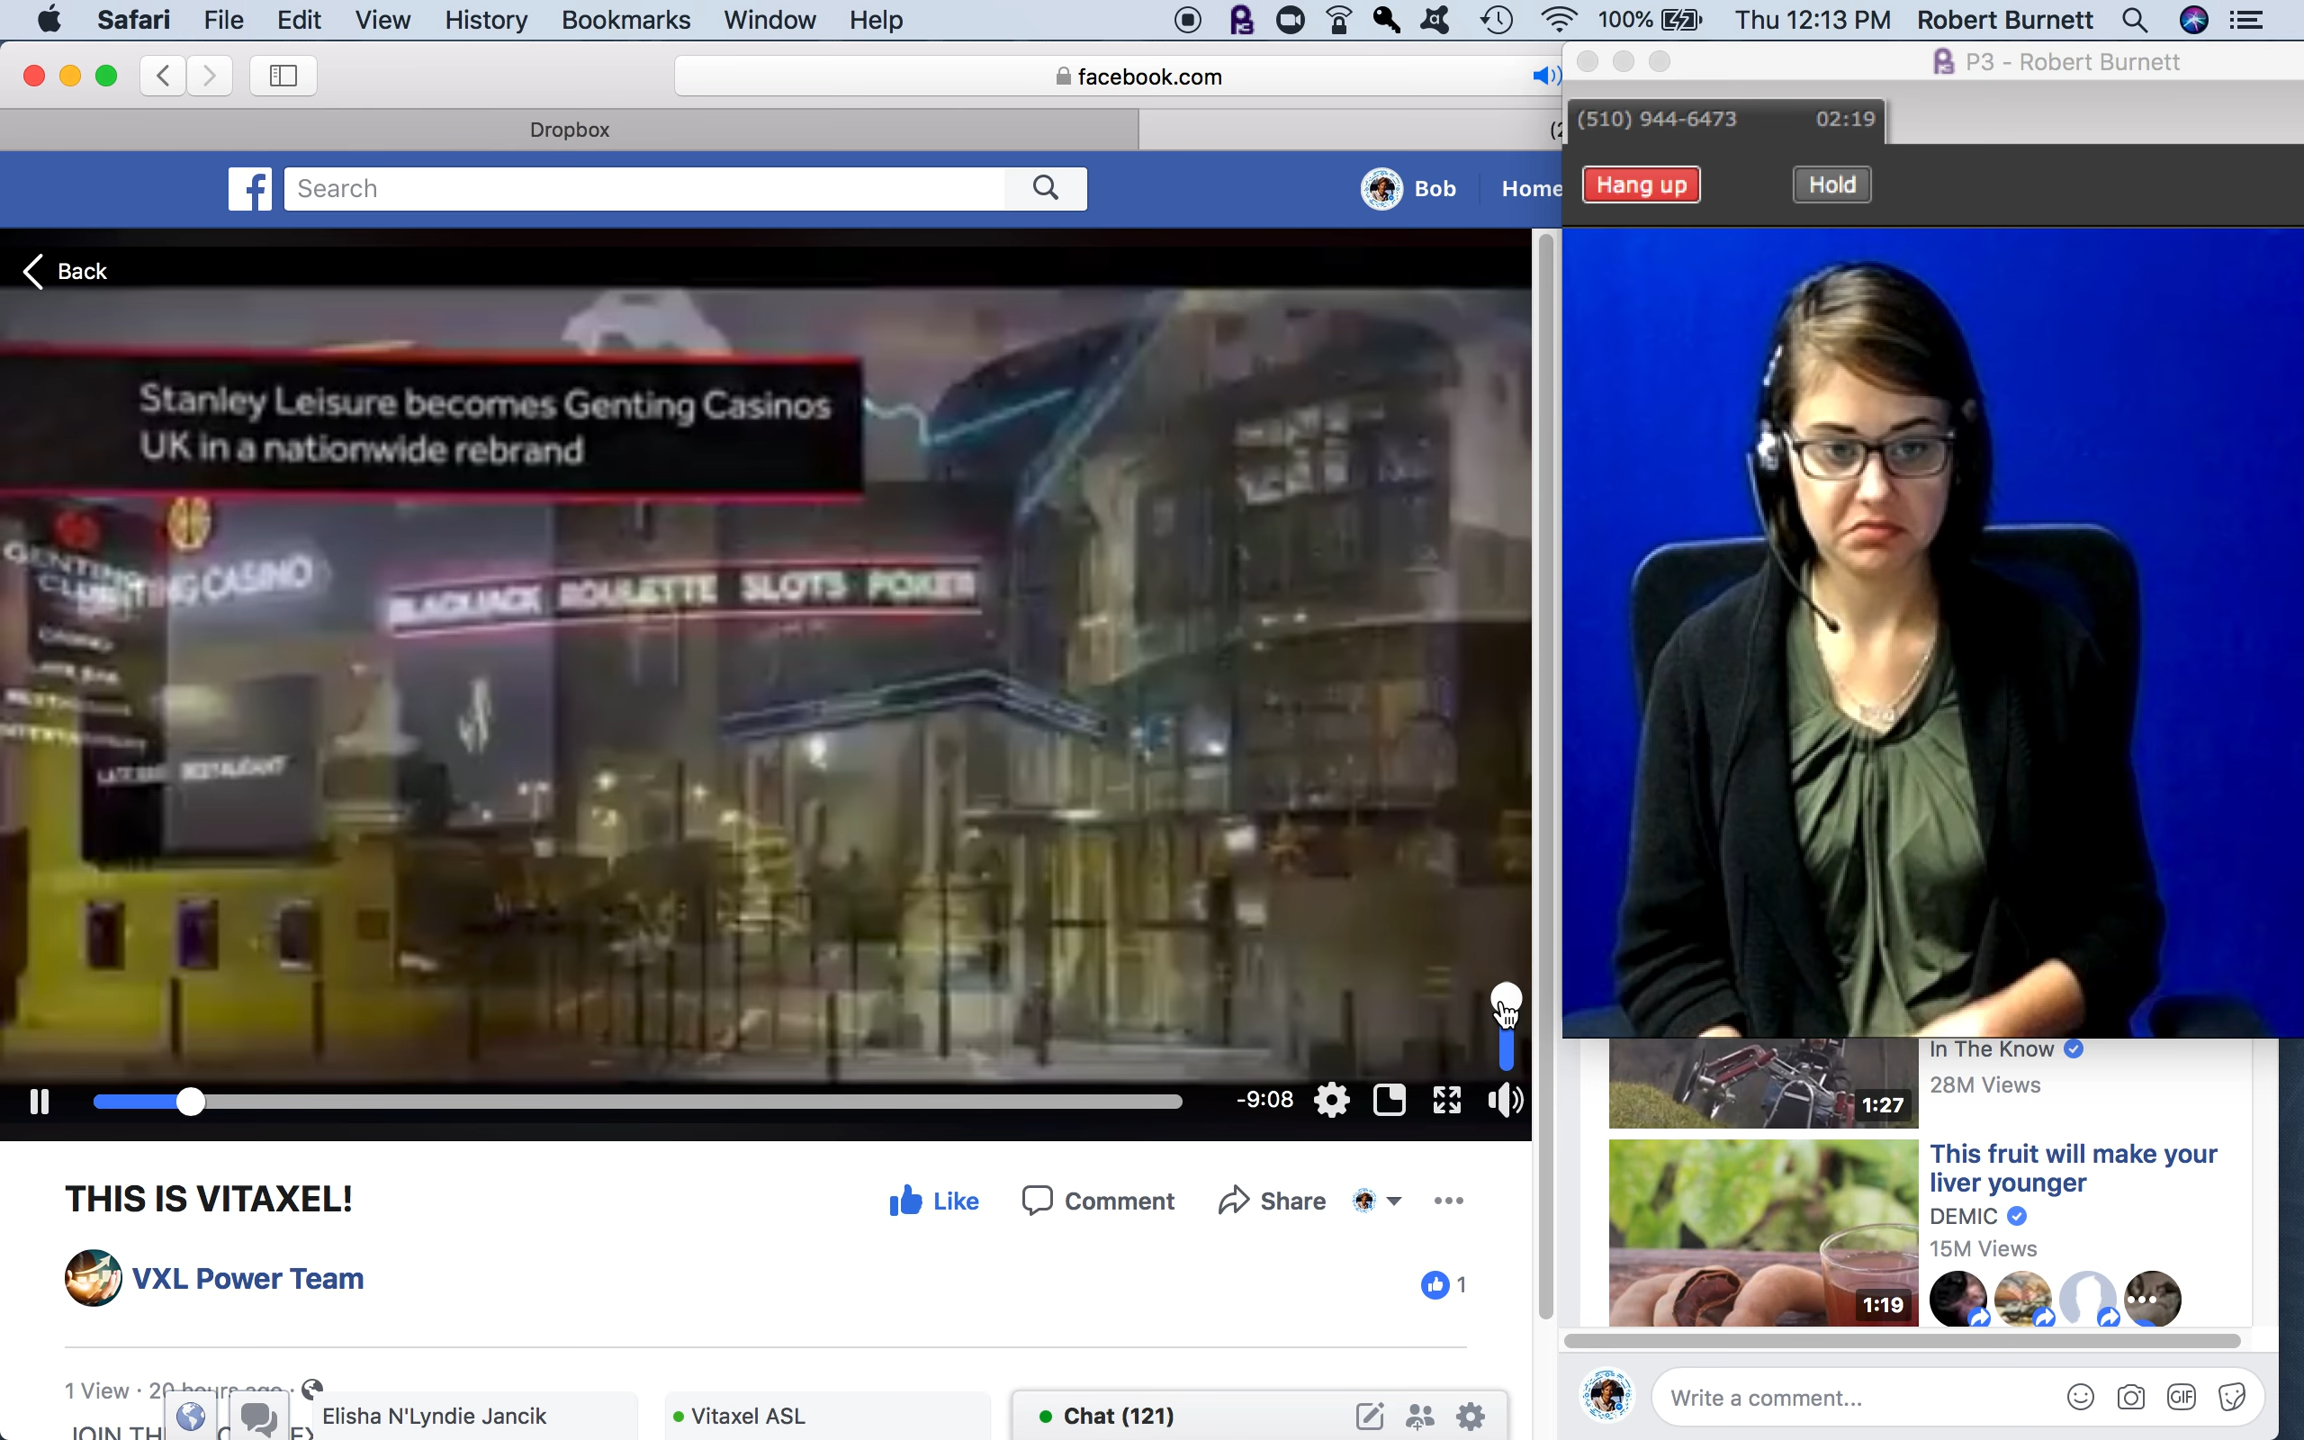 Safari File Edit View History Bookmarks Window Help
100% Thu 12:13 PM Robert Burnett
facebook.com
Dropbox
P3 - Robert Burnett
(510) 944-6473 02:19
Hang up Hold
Search
Bob Home
Back
Stanley Leisure becomes Genting Casinos
UK in a nationwide rebrand
GENTING
CASINO
BLACKJACK ROULETTE SLOTS POKER
RESTAURANT
-9:08
THIS IS VITAXEL!
Like Comment Share
VXL Power Team
1
1 View · 20 hours ago ·
Elisha N'Lyndie Jancik
Vitaxel ASL
Chat (121)
In The Know
28M Views
1:27
This fruit will make your
liver younger
DEMIC
15M Views
1:19
Write a comment...
GIF